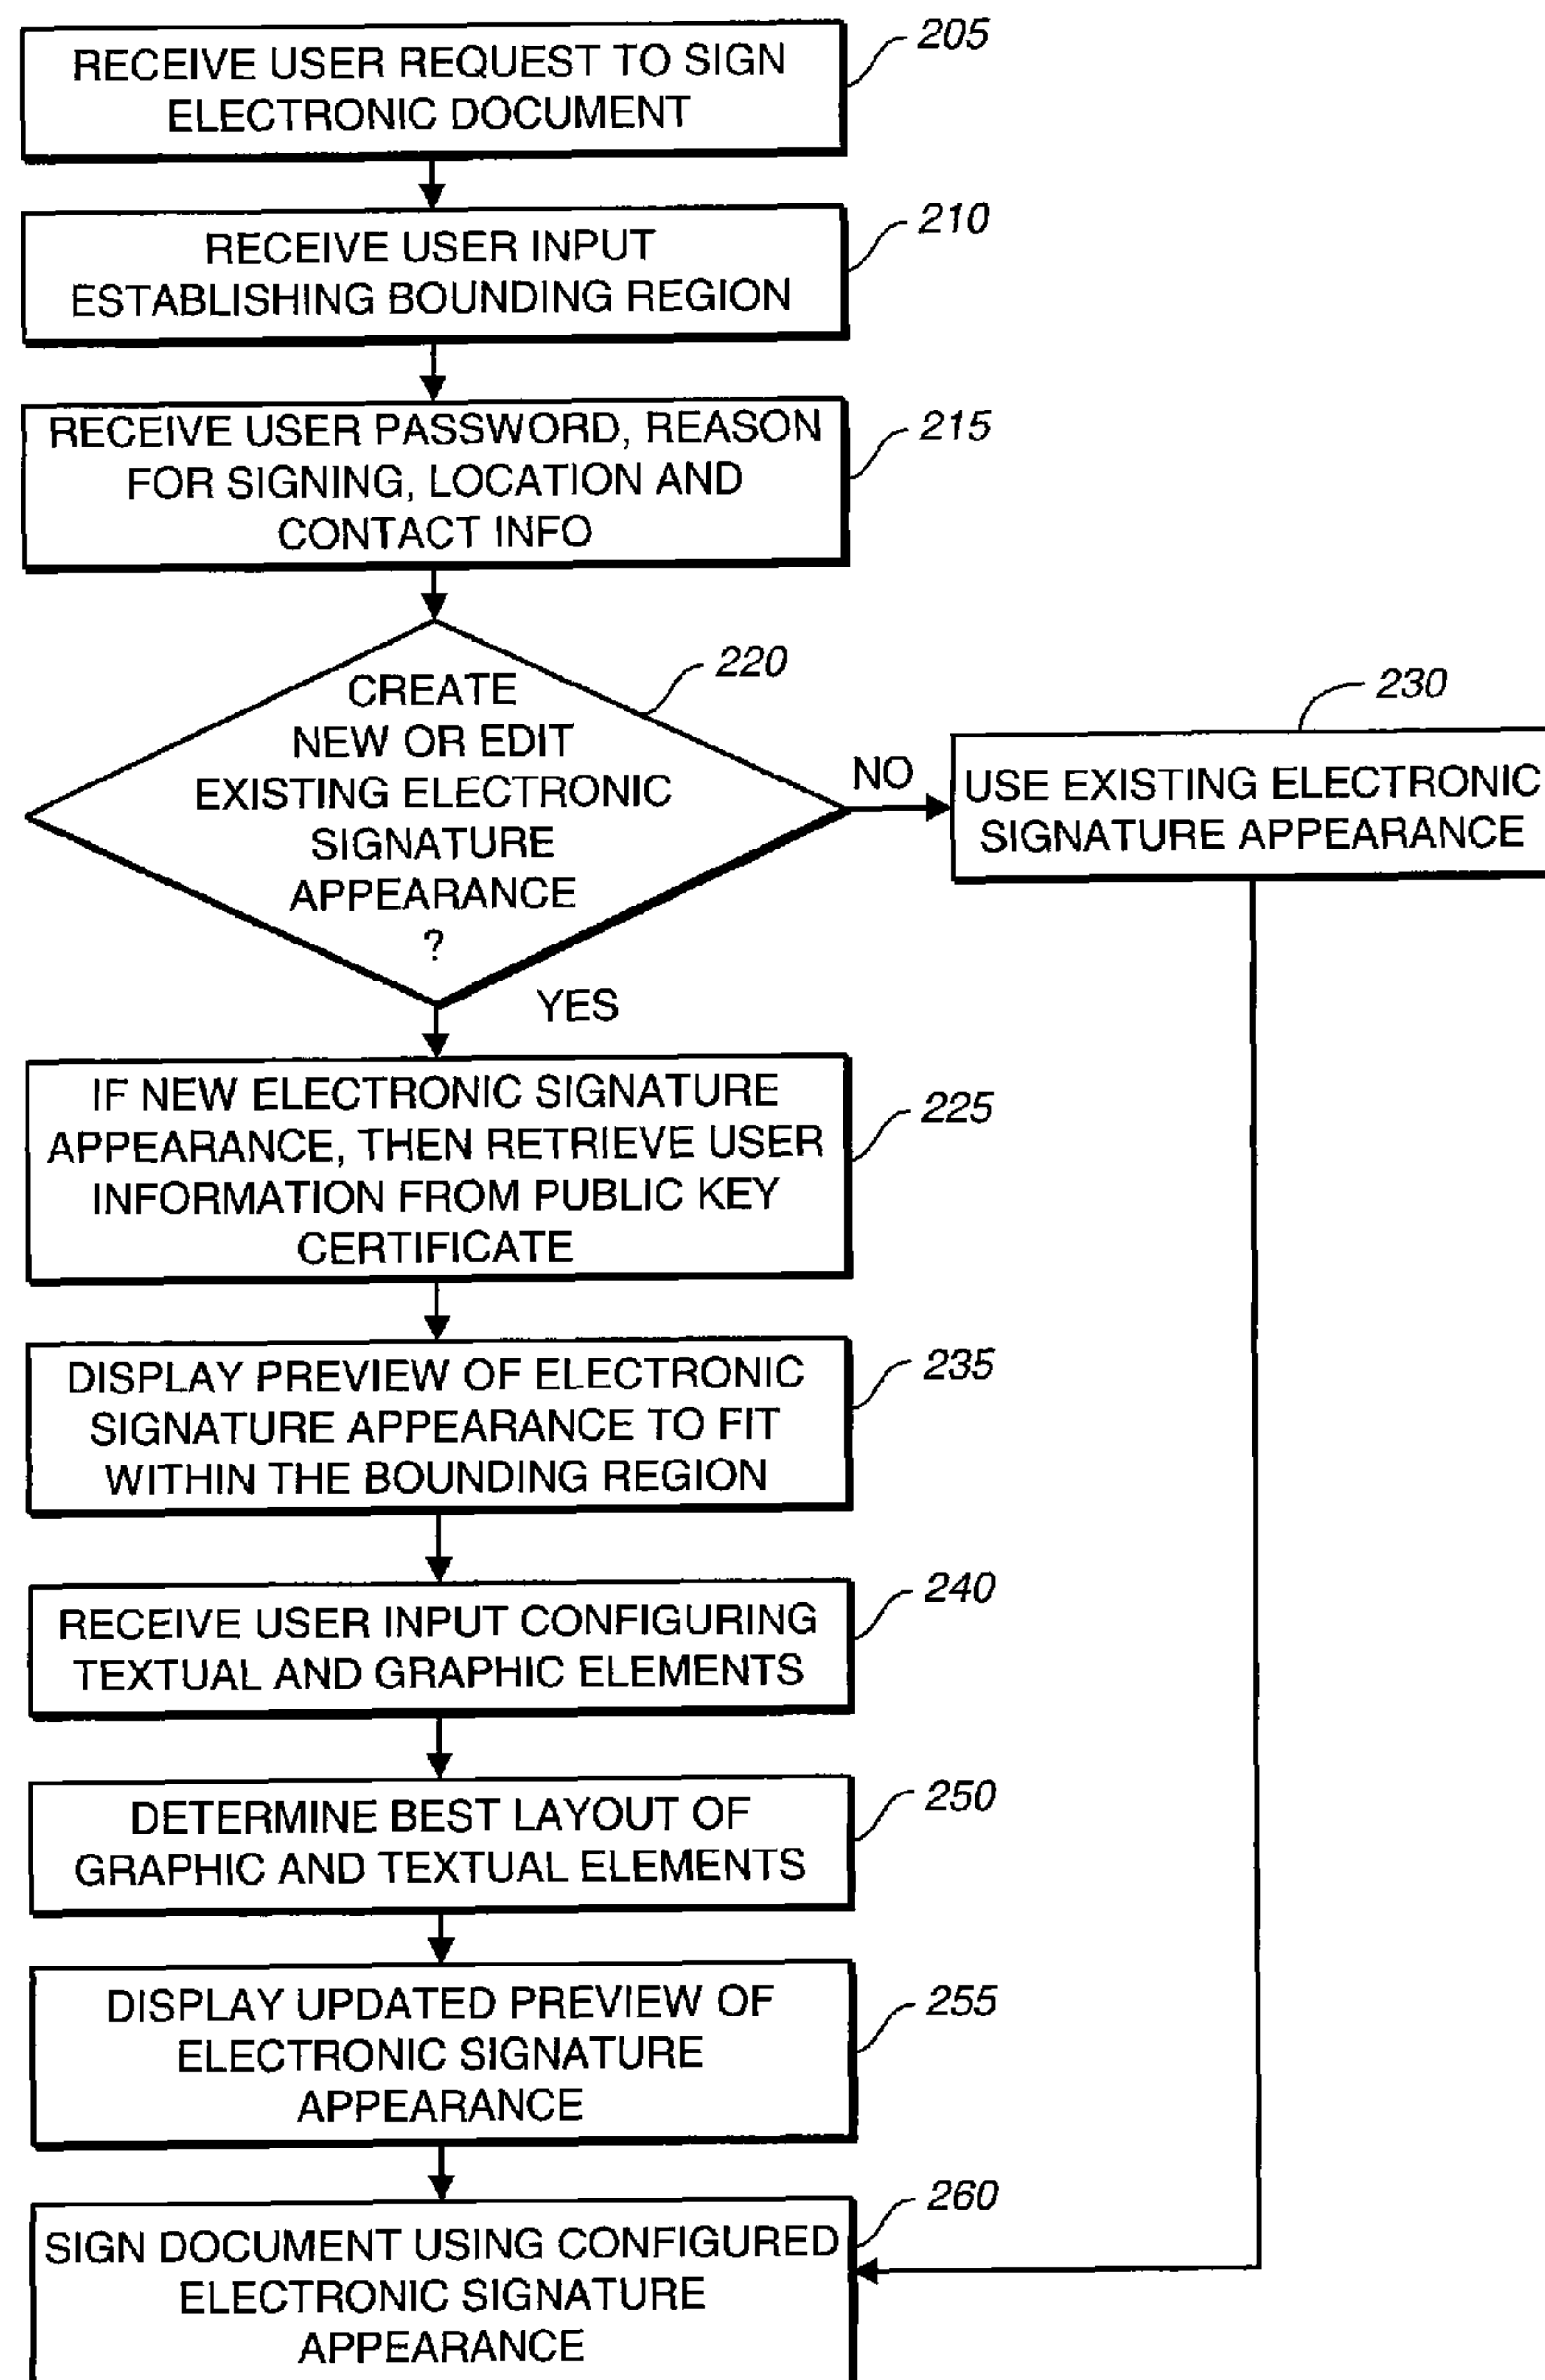 205
RECEIVE USER REQUEST TO SIGN
ELECTRONIC DOCUMENT
210
RECEIVE USER INPUT
ESTABLISHING BOUNDING REGION
215
RECEIVE USER PASSWORD, REASON
FOR SIGNING, LOCATION AND
CONTACT INFO
220
CREATE
NEW OR EDIT
EXISTING ELECTRONIC
SIGNATURE
APPEARANCE
?
NO
230
USE EXISTING ELECTRONIC
SIGNATURE APPEARANCE
YES
225
IF NEW ELECTRONIC SIGNATURE
APPEARANCE, THEN RETRIEVE USER
INFORMATION FROM PUBLIC KEY
CERTIFICATE
235
DISPLAY PREVIEW OF ELECTRONIC
SIGNATURE APPEARANCE TO FIT
WITHIN THE BOUNDING REGION
240
RECEIVE USER INPUT CONFIGURING
TEXTUAL AND GRAPHIC ELEMENTS
250
DETERMINE BEST LAYOUT OF
GRAPHIC AND TEXTUAL ELEMENTS
255
DISPLAY UPDATED PREVIEW OF
ELECTRONIC SIGNATURE
APPEARANCE
260
SIGN DOCUMENT USING CONFIGURED
ELECTRONIC SIGNATURE
APPEARANCE